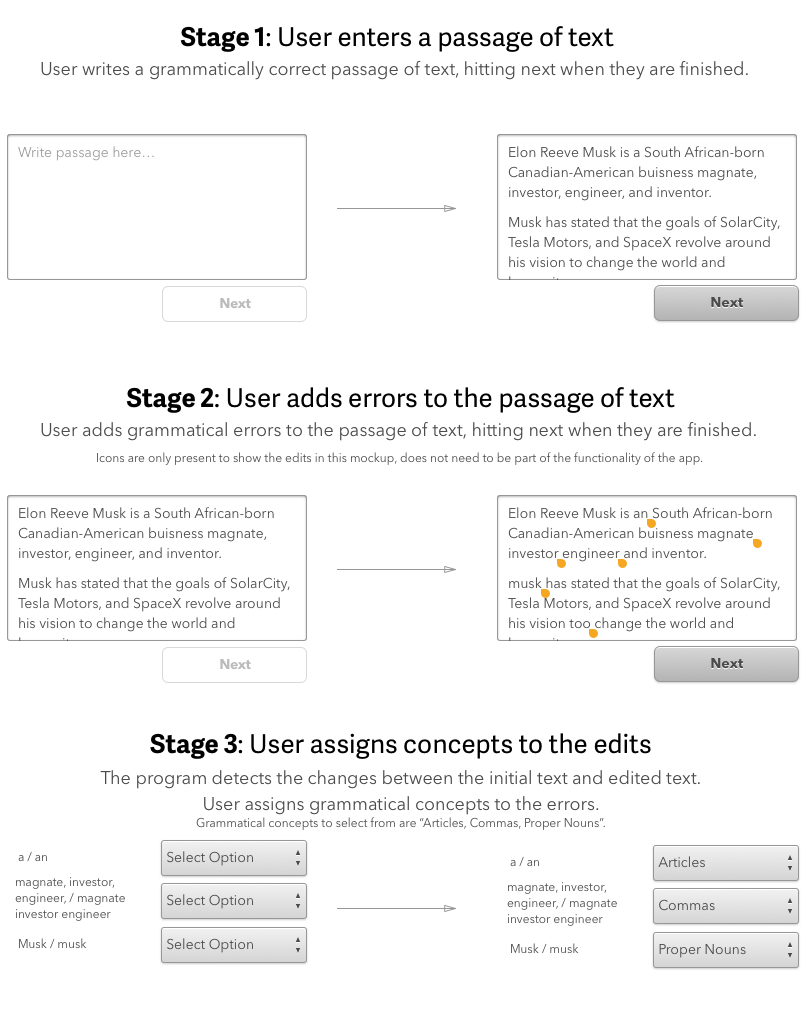 Stage 1: User enters a passage of text
User writes a grammatically correct passage of text, hitting next when they are finished.
Write passage here…
Next
Elon Reeve Musk is a South African-born
Canadian-American buisness magnate,
investor, engineer, and inventor.
Musk has stated that the goals of SolarCity,
Tesla Motors, and SpaceX revolve around
his vision to change the world and
Next
Stage 2: User adds errors to the passage of text
User adds grammatical errors to the passage of text, hitting next when they are finished.
Icons are only present to show the edits in this mockup, does not need to be part of the functionality of the app.
Elon Reeve Musk is a South African-born
Canadian-American buisness magnate,
investor, engineer, and inventor.
Musk has stated that the goals of SolarCity,
Tesla Motors, and SpaceX revolve around
his vision to change the world and
Next
Elon Reeve Musk is an South African-born
Canadian-American buisness magnate
investor engineer and inventor.
musk has stated that the goals of SolarCity,
Tesla Motors, and SpaceX revolve around
his vision too change the world and
Next
Stage 3: User assigns concepts to the edits
The program detects the changes between the initial text and edited text.
User assigns grammatical concepts to the errors.
Grammatical concepts to select from are “Articles, Commas, Proper Nouns”.
a / an
Select Option
magnate, investor,
engineer, / magnate
investor engineer
Select Option
Musk / musk
Select Option
a / an
Articles
magnate, investor,
engineer, / magnate
investor engineer
Commas
Musk / musk
Proper Nouns